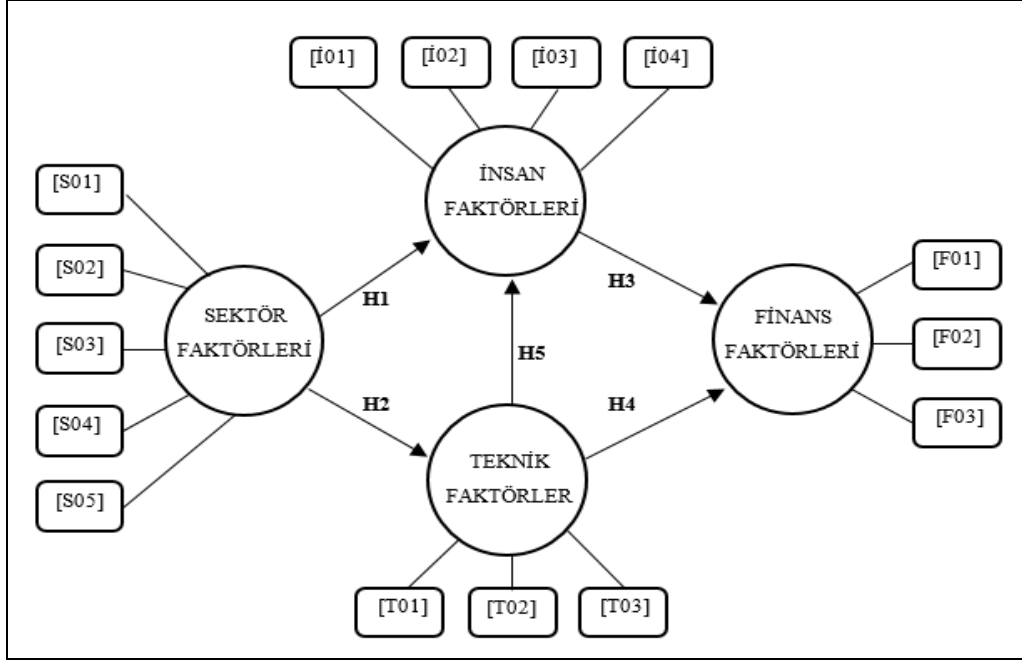 [İ01]
[İ02]
[İ03]
[İ04]
İNSAN
FAKTÖRLERİ
[S01]
[S02]
[S03]
[S04]
[S05]
SEKTÖR
FAKTÖRLERİ
H1
H2
H3
H4
H5
FİNANS
FAKTÖRLERİ
[F01]
[F02]
[F03]
TEKNİK
FAKTÖRLER
[T01]
[T02]
[T03]